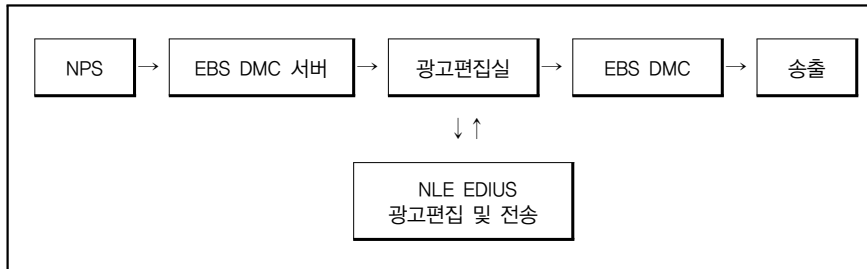 NPS → EBS DMC 서버 → 광고편집실 → EBS DMC → 송출
↓↑
NLE EDIUS
광고편집 및 전송